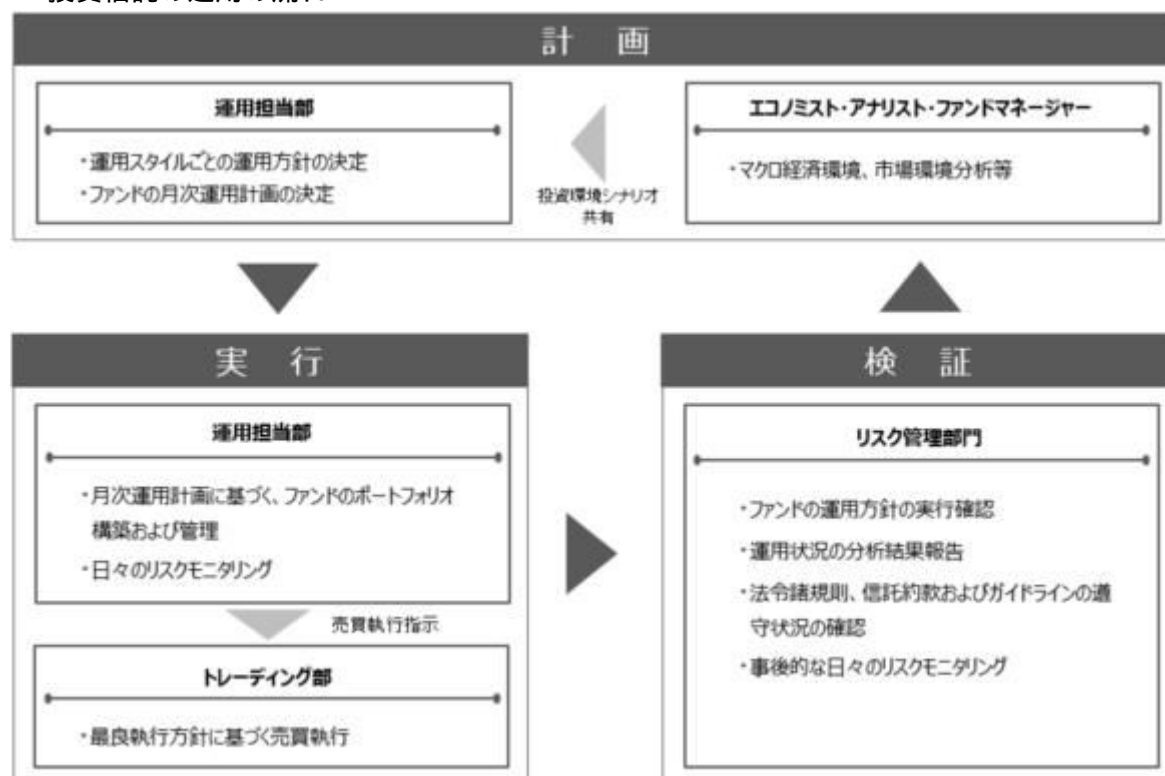 計 画
運用担当部
・運用スタイルごとの運用方針の決定
・ファンドの月次運用計画の決定
投資環境シナリオ
共有
エコノミスト・アナリスト・ファンドマネージャー
・マクロ経済環境、市場環境分析等
実 行
運用担当部
・月次運用計画に基づく、ファンドのポートフォリオ
構築および管理
・日々のリスクモニタリング
売買執行指示
トレーディング部
・最良執行方針に基づく売買執行
検 証
リスク管理部門
・ファンドの運用方針の実行確認
・運用状況の分析結果報告
・法令諸規則、信託約款およびガイドラインの遵
守状況の確認
・事後的な日々のリスクモニタリング